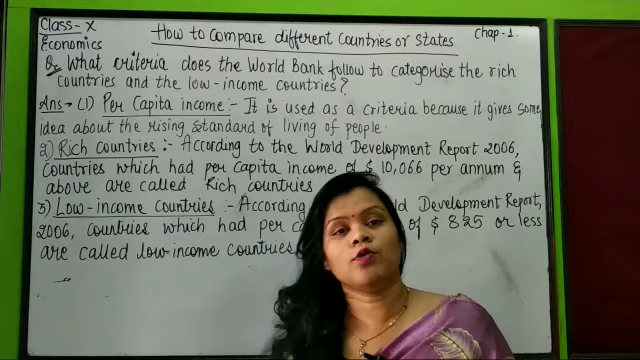 Class - X
How to Compare different Countries or States
Chap - 1.
Economics
Q. What criteria does the World Bank follow to categorise the rich
countries and the low-income countries?
Ans → (1) Per Capita income :- It is used as a criteria because it gives some
idea about the rising standard of living of people.
2) Rich countries :- According to the World Development Report 2006,
countries which had per capita income of $ 10,066 per annum &
above are called Rich countries
3) Low-income Countries :- According Development Report,
2006, countries which had per of $ 825 or less
are called low-income countries